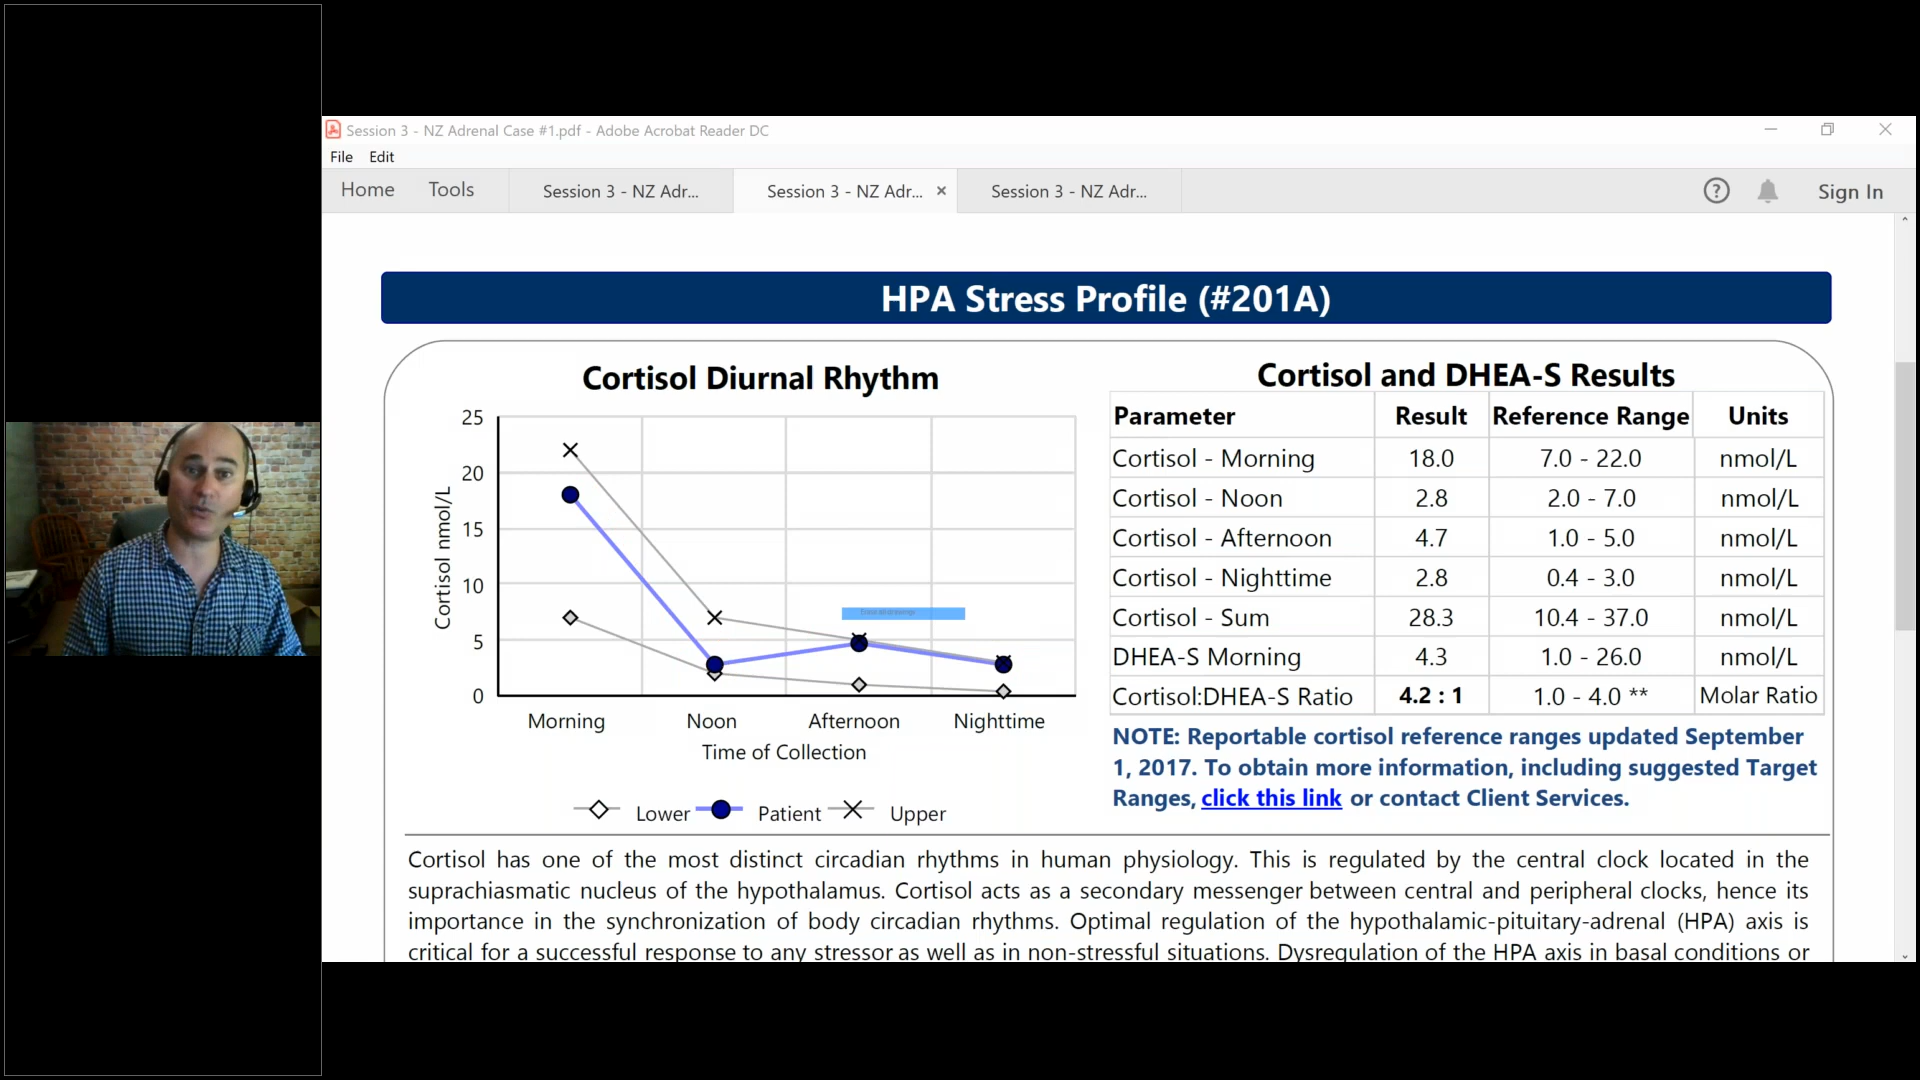 Session 3 - NZ Adrenal Case #1.pdf - Adobe Acrobat Reader DC
File Edit
Home Tools Session 3 - NZ Adr... Session 3 - NZ Adr... Session 3 - NZ Adr... Sign In
HPA Stress Profile (#201A)
Cortisol Diurnal Rhythm
25
20
15
10
5
0
Cortisol nmol/L
Morning Noon Afternoon Nighttime
Time of Collection
Lower Patient Upper
Cortisol and DHEA-S Results
Parameter Result Reference Range Units
Cortisol - Morning 18.0 7.0 - 22.0 nmol/L
Cortisol - Noon 2.8 2.0 - 7.0 nmol/L
Cortisol - Afternoon 4.7 1.0 - 5.0 nmol/L
Cortisol - Nighttime 2.8 0.4 - 3.0 nmol/L
Cortisol - Sum 28.3 10.4 - 37.0 nmol/L
DHEA-S Morning 4.3 1.0 - 26.0 nmol/L
Cortisol:DHEA-S Ratio 4.2 : 1 1.0 - 4.0 ** Molar Ratio
NOTE: Reportable cortisol reference ranges updated September
1, 2017. To obtain more information, including suggested Target
Ranges, click this link or contact Client Services.
Cortisol has one of the most distinct circadian rhythms in human physiology. This is regulated by the central clock located in the
suprachiasmatic nucleus of the hypothalamus. Cortisol acts as a secondary messenger between central and peripheral clocks, hence its
importance in the synchronization of body circadian rhythms. Optimal regulation of the hypothalamic-pituitary-adrenal (HPA) axis is
critical for a successful response to any stressor as well as in non-stressful situations. Dysregulation of the HPA axis in basal conditions or